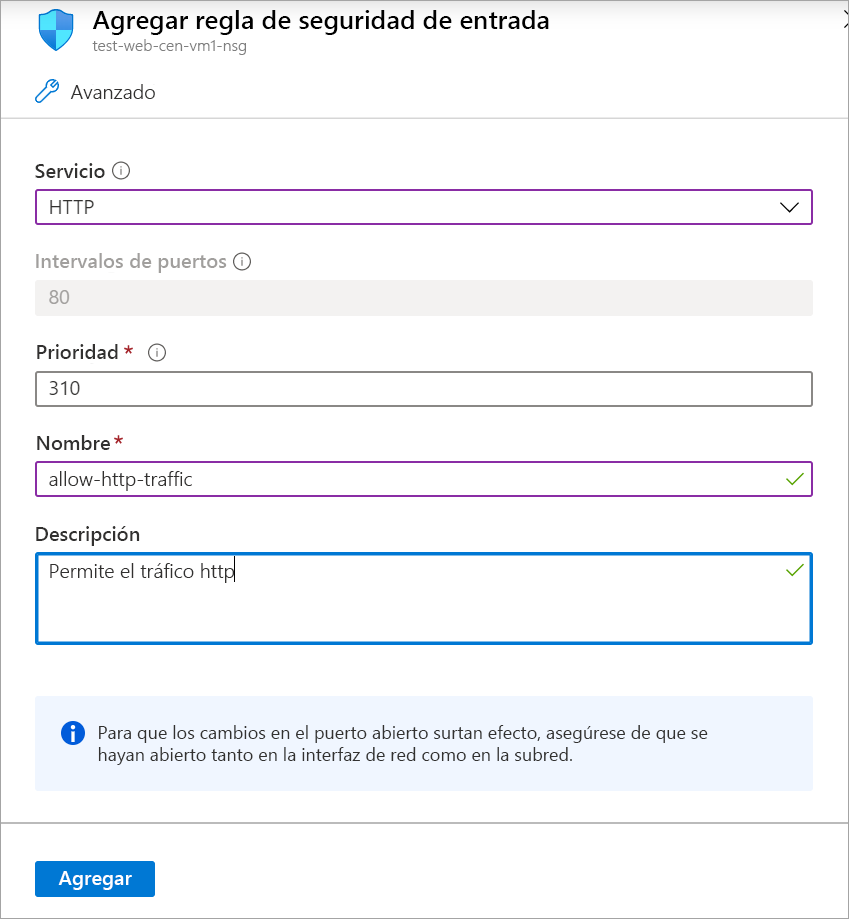 Agregar regla de seguridad de entrada
test-web-cen-vm1-nsg
Avanzado
Servicio
HTTP
Intervalos de puertos
80
Prioridad *
310
Nombre*
allow-http-traffic
Descripción
Permite el tráfico http
Para que los cambios en el puerto abierto surtan efecto, asegúrese de que se
hayan abierto tanto en la interfaz de red como en la subred.
Agregar